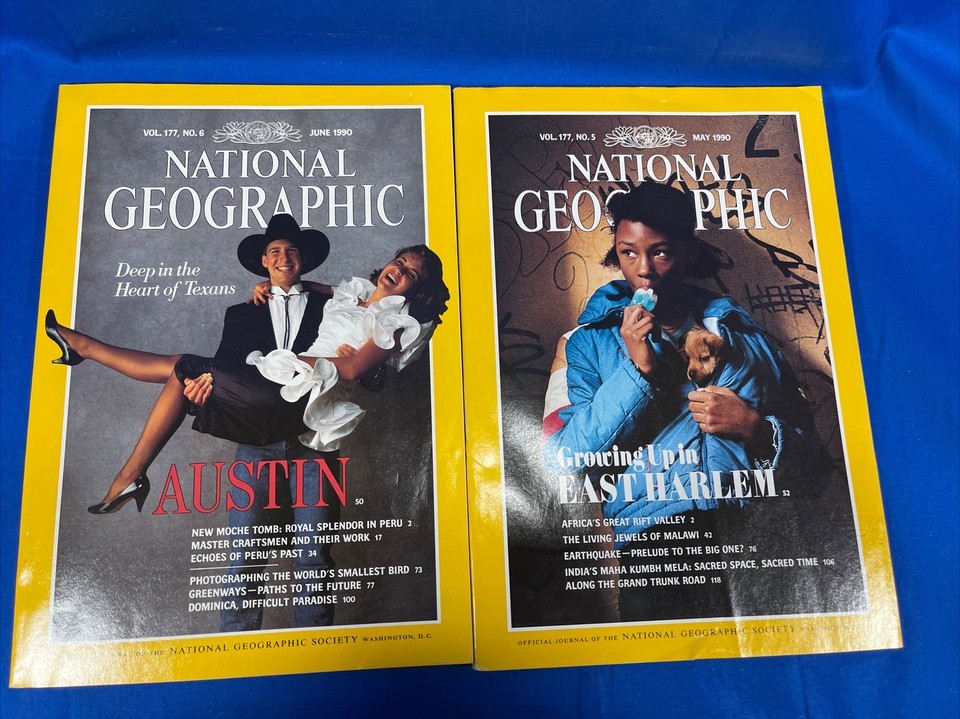 VOL. 177, NO. 6 JUNE 1990
NATIONAL
GEOGRAPHIC
Deep in the
Heart of Texans
AUSTIN 50
NEW MOCHE TOMB: ROYAL SPLENDOR IN PERU 2
MASTER CRAFTSMEN AND THEIR WORK 17
ECHOES OF PERU'S PAST 34
PHOTOGRAPHING THE WORLD'S SMALLEST BIRD 73
GREENWAYS—PATHS TO THE FUTURE 77
DOMINICA, DIFFICULT PARADISE 100
OF THE NATIONAL GEOGRAPHIC SOCIETY WASHINGTON, D.C.
VOL. 177, NO. 5 MAY 1990
NATIONAL
GEOGRAPHIC
Growing Up in
EAST HARLEM 52
AFRICA'S GREAT RIFT VALLEY 2
THE LIVING JEWELS OF MALAWI 42
EARTHQUAKE—PRELUDE TO THE BIG ONE? 76
INDIA'S MAHA KUMBH MELA: SACRED SPACE, SACRED TIME 106
ALONG THE GRAND TRUNK ROAD 118
OFFICIAL JOURNAL OF THE NATIONAL GEOGRAPHIC SOCIETY